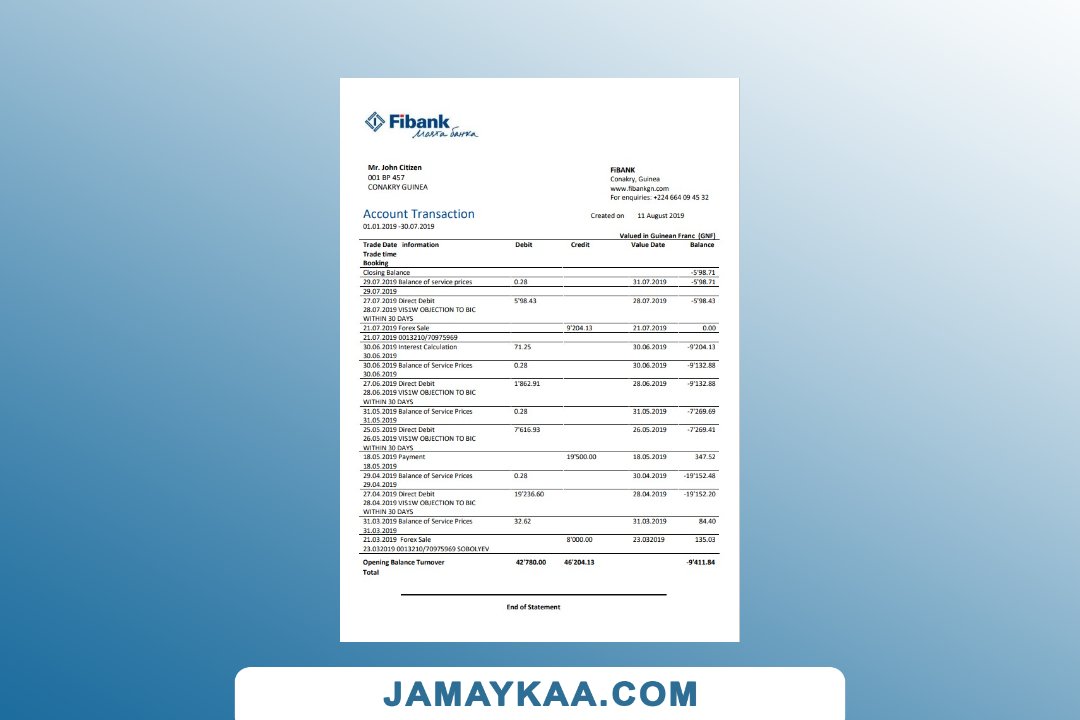 Fibank
Моята банка
Mr. John Citizen
001 BP 457
CONAKRY GUINEA
FiBANK
Conakry, Guinea
www.fibankgn.com
For enquiries: +224 664 09 45 32
Account Transaction
Created on 11 August 2019
01.01.2019 -30.07.2019
Valued in Guinean Franc (GNF)
Trade Date information Debit Credit Value Date Balance
Trade time
Booking
Closing Balance -5'98.71
29.07.2019 Balance of service prices 0.28 31.07.2019 -5'98.71
29.07.2019
27.07.2019 Direct Debit 5'98.43 28.07.2019 -5'98.43
28.07.2019 VIS1W OBJECTION TO BIC
WITHIN 30 DAYS
21.07.2019 Forex Sale 9'204.13 21.07.2019 0.00
21.07.2019 0013210/70975969
30.06.2019 Interest Calculation 71.25 30.06.2019 -9'204.13
30.06.2019
30.06.2019 Balance of Service Prices 0.28 30.06.2019 -9'132.88
30.06.2019
27.06.2019 Direct Debit 1'862.91 28.06.2019 -9'132.88
28.06.2019 VIS1W OBJECTION TO BIC
WITHIN 30 DAYS
31.05.2019 Balance of Service Prices 0.28 31.05.2019 -7'269.69
31.05.2019
25.05.2019 Direct Debit 7'616.93 26.05.2019 -7'269.41
26.05.2019 VIS1W OBJECTION TO BIC
WITHIN 30 DAYS
18.05.2019 Payment 19'500.00 18.05.2019 347.52
18.05.2019
29.04.2019 Balance of Service Prices 0.28 30.04.2019 -19'152.48
29.04.2019
27.04.2019 Direct Debit 19'236.60 28.04.2019 -19'152.20
28.04.2019 VIS1W OBJECTION TO BIC
WITHIN 30 DAYS
31.03.2019 Balance of Service Prices 32.62 31.03.2019 84.40
31.03.2019
21.03.2019 Forex Sale 8'000.00 23.032019 135.03
23.032019 0013210/70975969 SOBOLYEV
Opening Balance Turnover 42'780.00 46'204.13 -9'411.84
Total
End of Statement
JAMAYKAA.COM